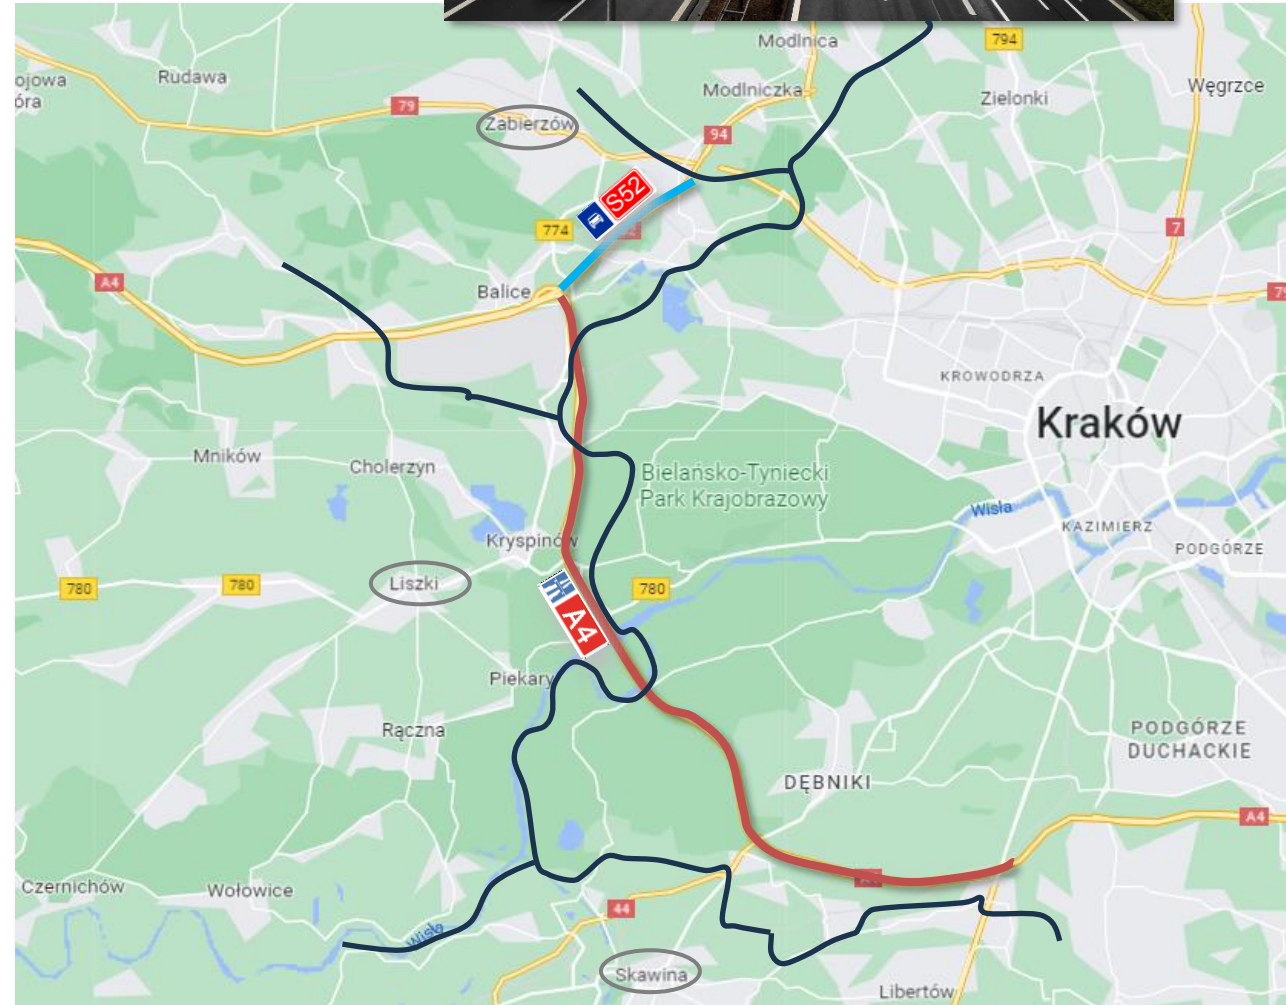 Modlnica
794
ojowa
óra
Rudawa
Modlniczka
Węgrzce
Zielonki
79
Zabierzów
94
S52
774
7
A4
Balice
KROWODRZA
Kraków
Mników
Cholerzyn
Bielańsko-Tyniecki
Park Krajobrazowy
Wisła
KAZIMIERZ
Kryspinów
PODGÓRZE
780
780
Liszki
780
A4
Piekary
Rączna
PODGÓRZE
DUCHACKIE
DĘBNIKI
A4
Czernichów
Wołowice
44
Wisła
Skawina
Libertów